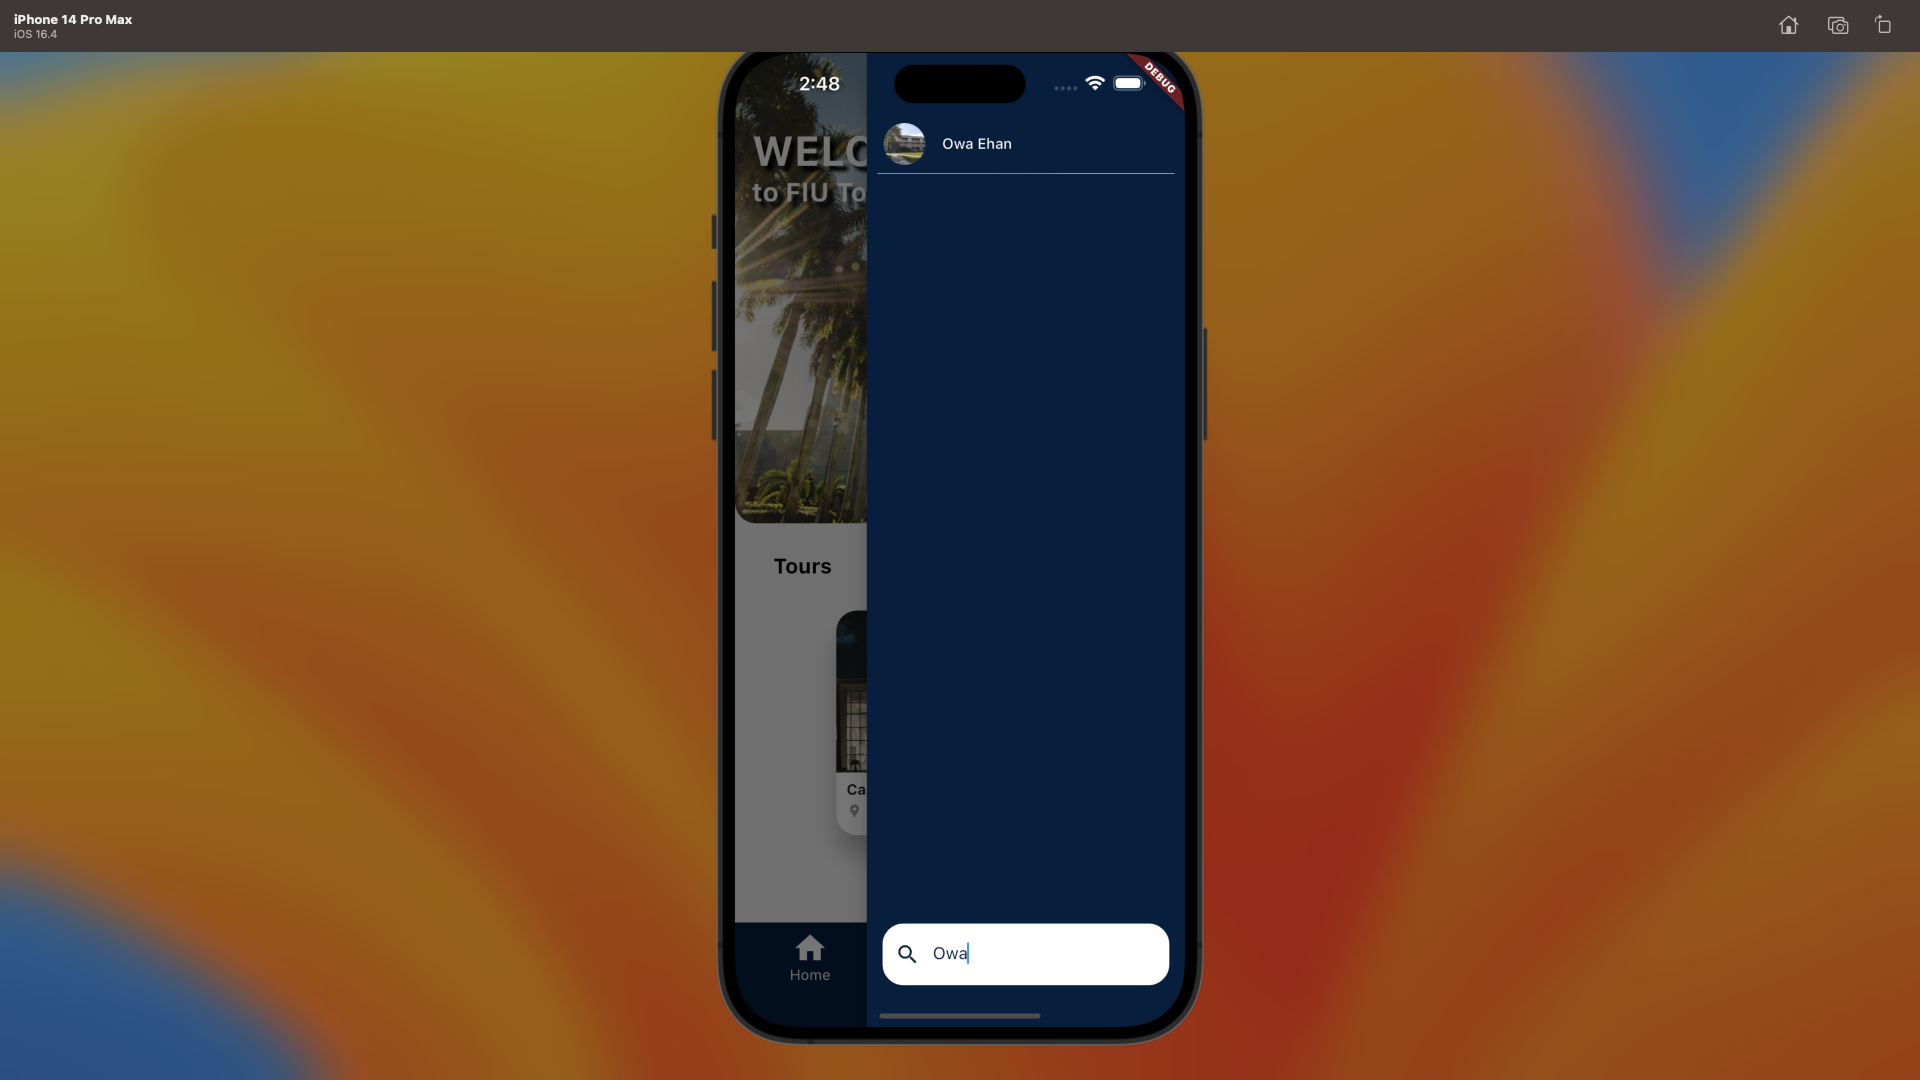 iPhone 14 Pro Max
iOS 16.4
2:48
DEBUG
WELC
to FIU To
Owa Ehan
Tours
Ca
Owa
Home